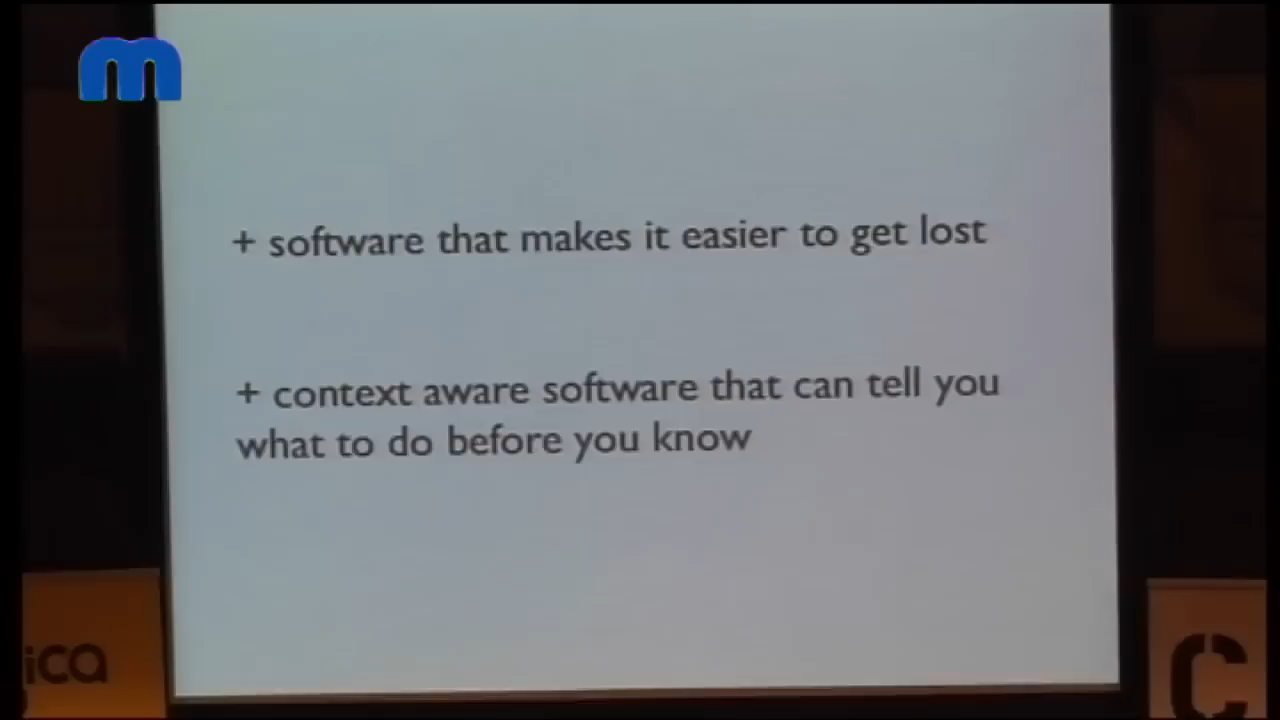 m
+ software that makes it easier to get lost
+ context aware software that can tell you
what to do before you know
ica
C